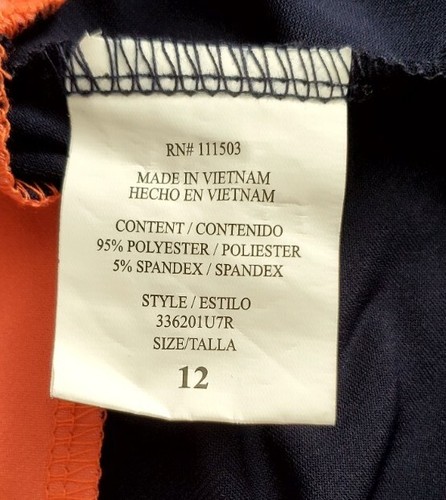 RN# 111503
MADE IN VIETNAM
HECHO EN VIETNAM
CONTENT / CONTENIDO
95% POLYESTER / POLIESTER
5% SPANDEX / SPANDEX
STYLE / ESTILO
336201U7R
SIZE/TALLA
12